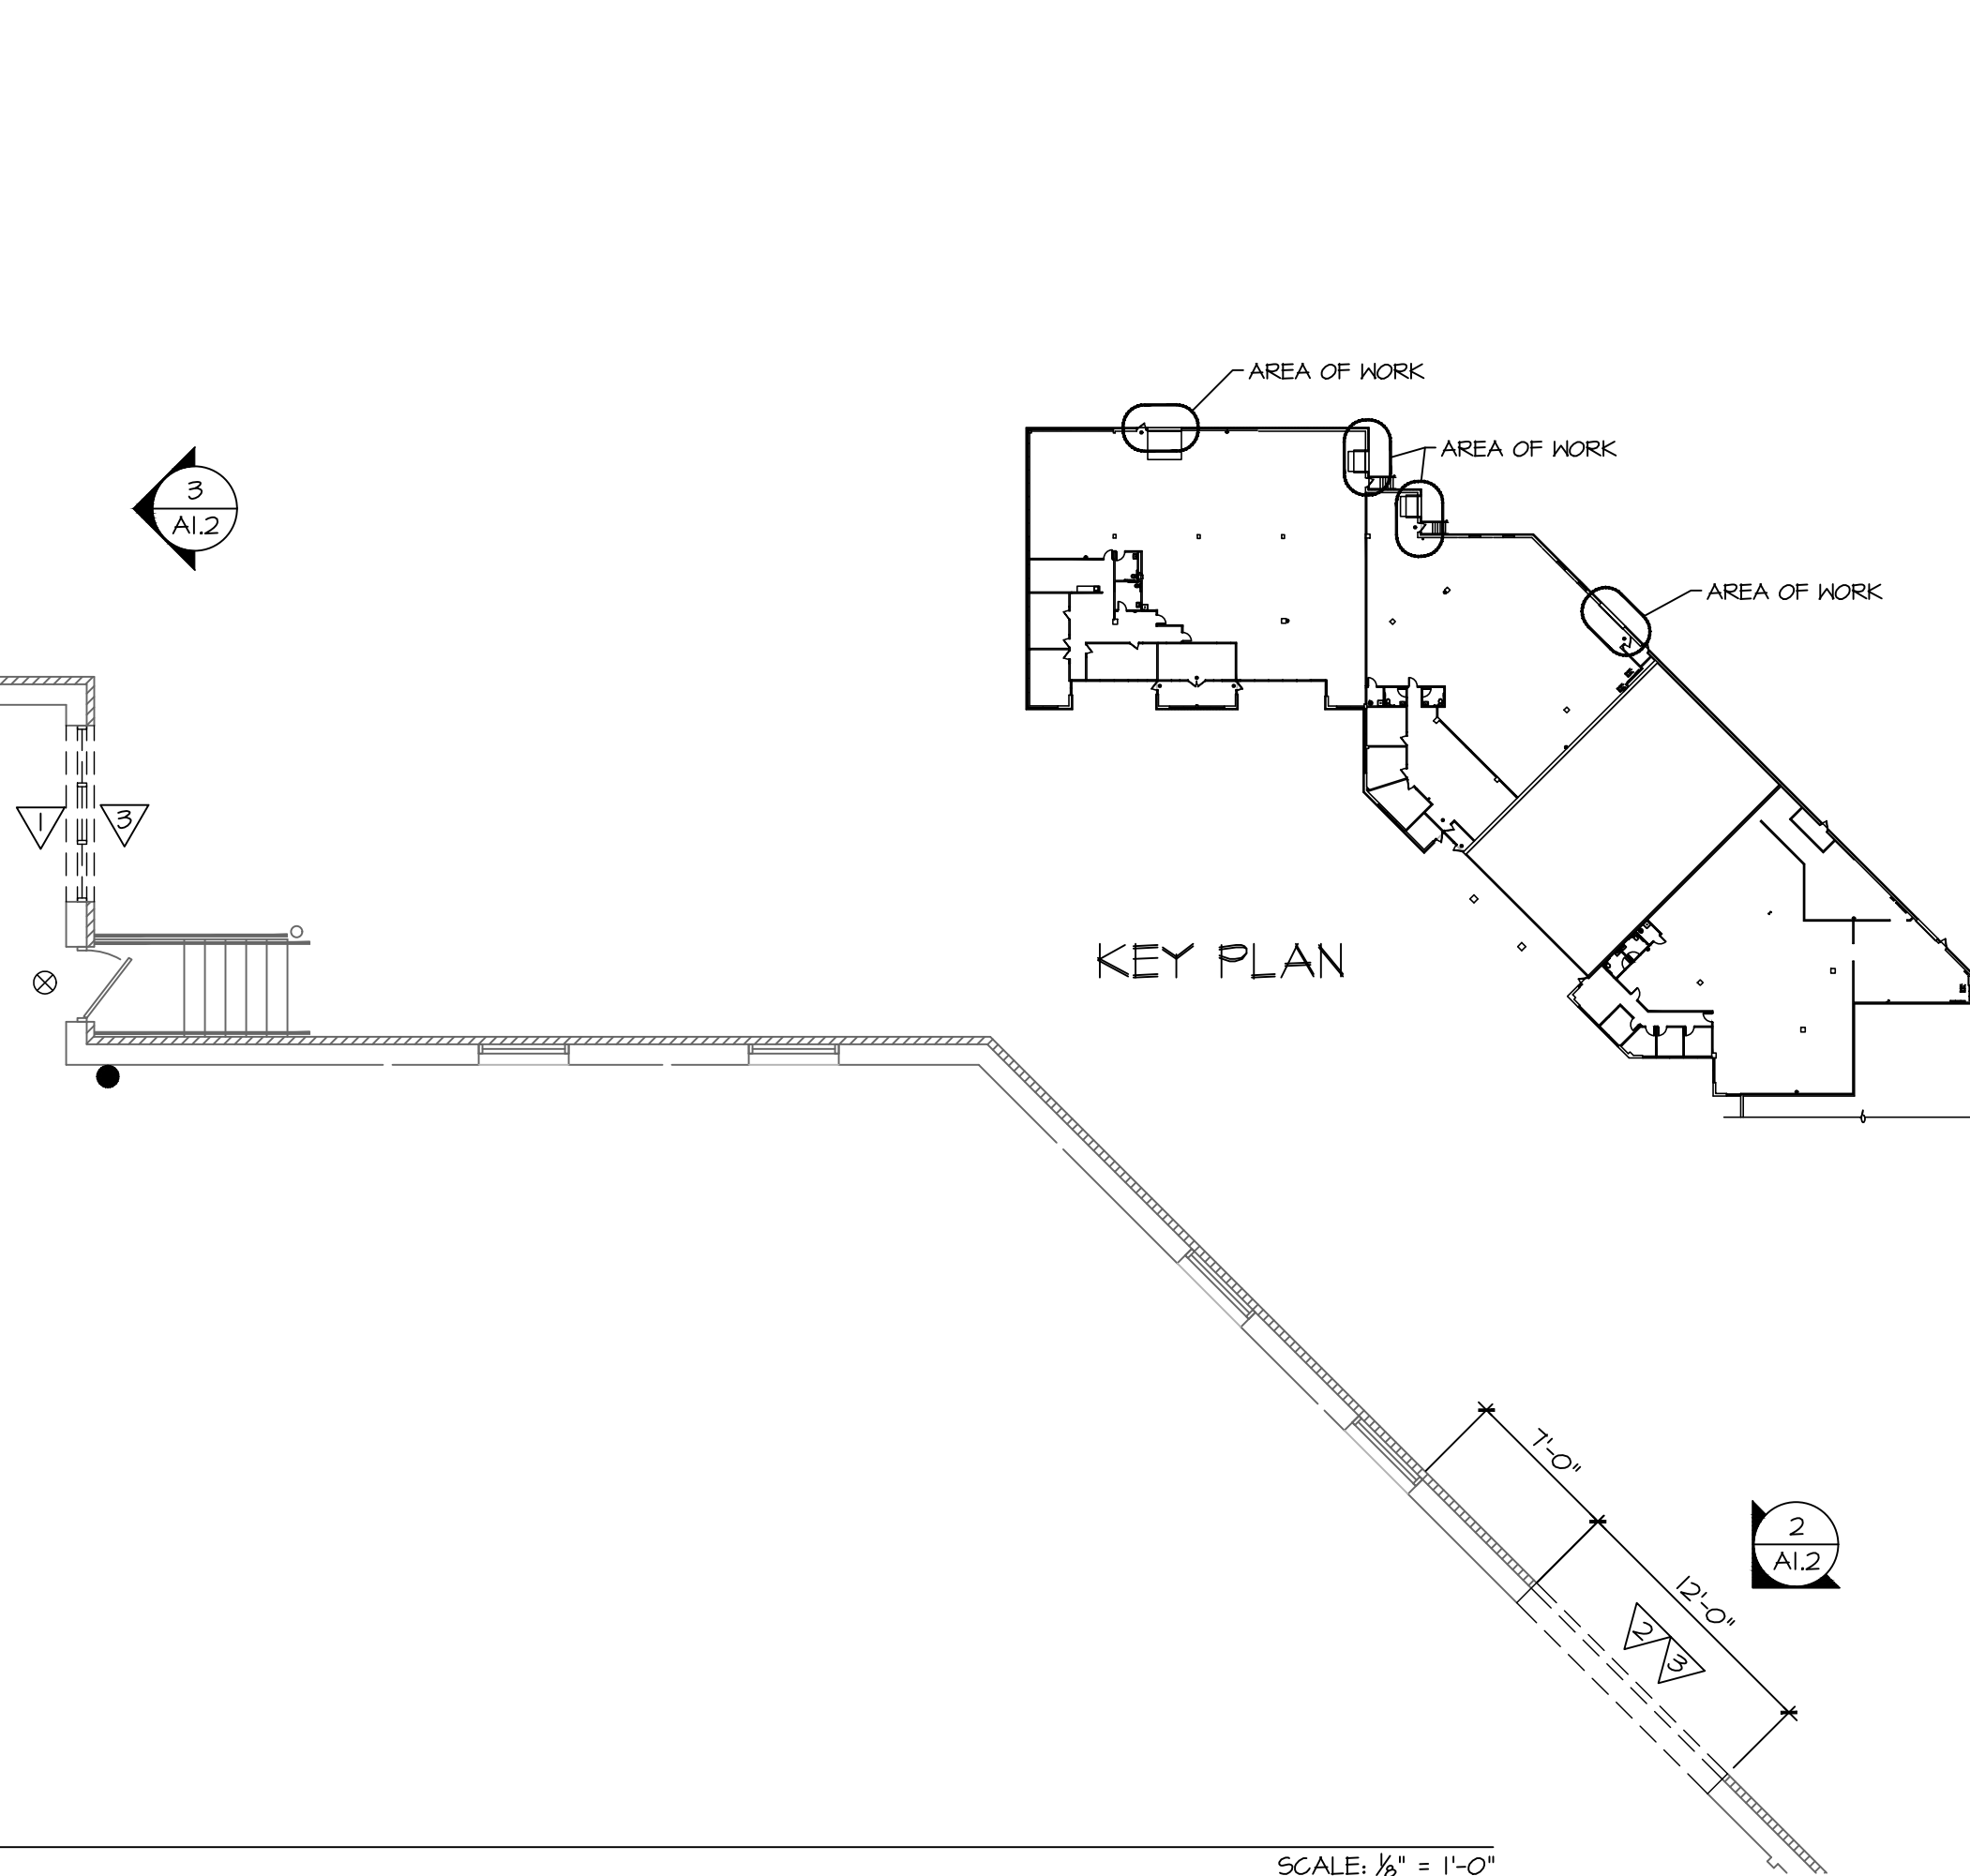 AREA OF WORK
AREA OF WORK
3
A1.2
AREA OF WORK
1
3
KEY PLAN
7'-0"
2
A1.2
12'-0"
2
3
SCALE: 1/8" = 1'-0"